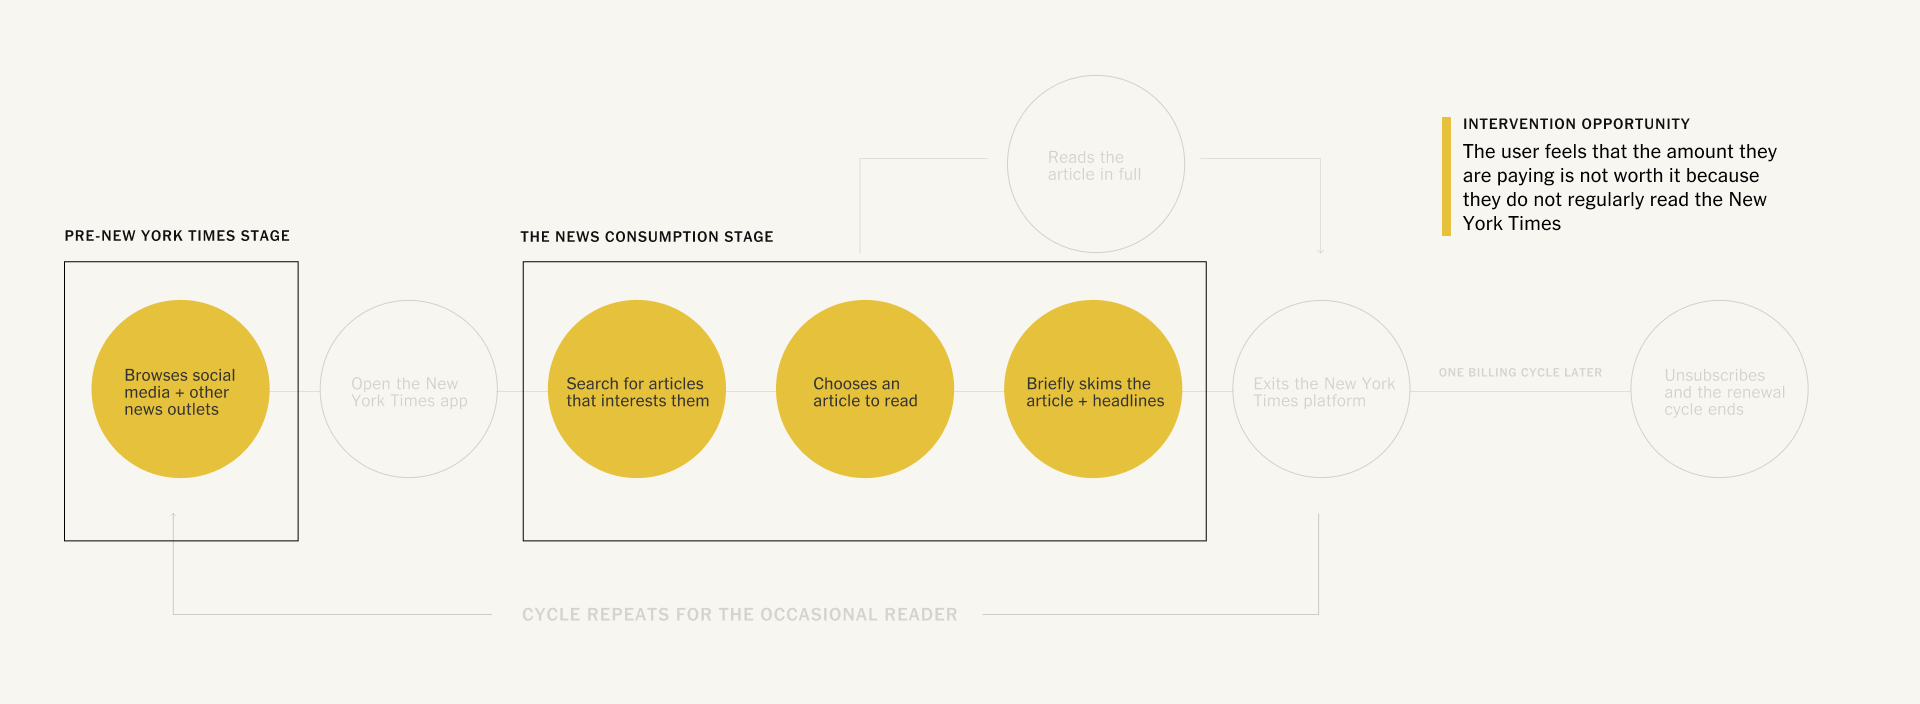 Reads the
article in full
INTERVENTION OPPORTUNITY
The user feels that the amount they
are paying is not worth it because
they do not regularly read the New
York Times
PRE-NEW YORK TIMES STAGE
THE NEWS CONSUMPTION STAGE
Browses social
media + other
news outlets
Open the New
York Times app
Search for articles
that interests them
Chooses an
article to read
Briefly skims the
article + headlines
Exits the New York
Times platform
ONE BILLING CYCLE LATER
Unsubscribes
and the renewal
cycle ends
CYCLE REPEATS FOR THE OCCASIONAL READER